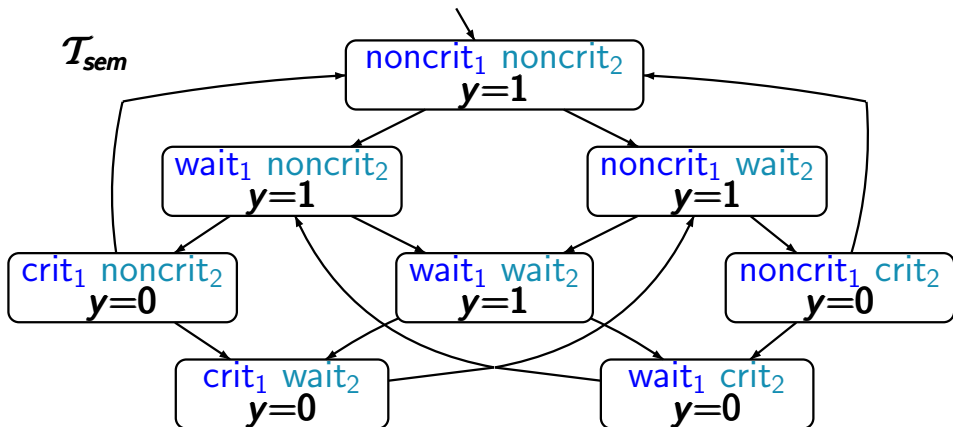 𝒯sem
noncrit₁ noncrit₂
y=1
wait₁ noncrit₂
y=1
noncrit₁ wait₂
y=1
crit₁ noncrit₂
y=0
wait₁ wait₂
y=1
noncrit₁ crit₂
y=0
crit₁ wait₂
y=0
wait₁ crit₂
y=0